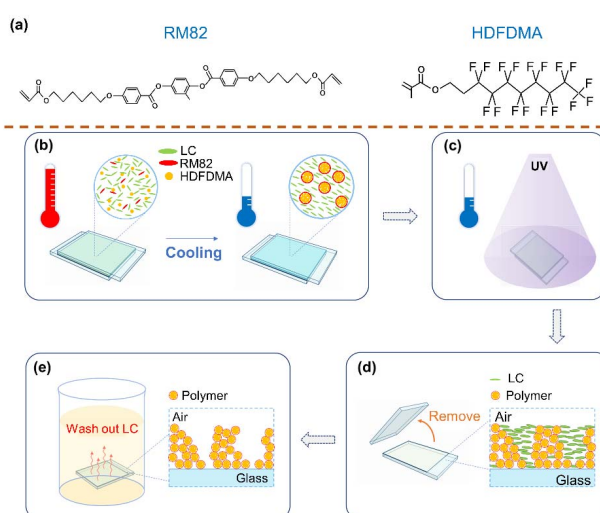 (a)
RM82
HDFDMA
O
O
O
O
O
O
O
O
O
O
O
O
F F F F F F F
F F F F F F F F F F
(b)
LC
RM82
HDFDMA
Cooling
(c)
UV
(e)
Polymer
Air
Wash out LC
Glass
(d)
LC
Polymer
Remove
Air
Glass